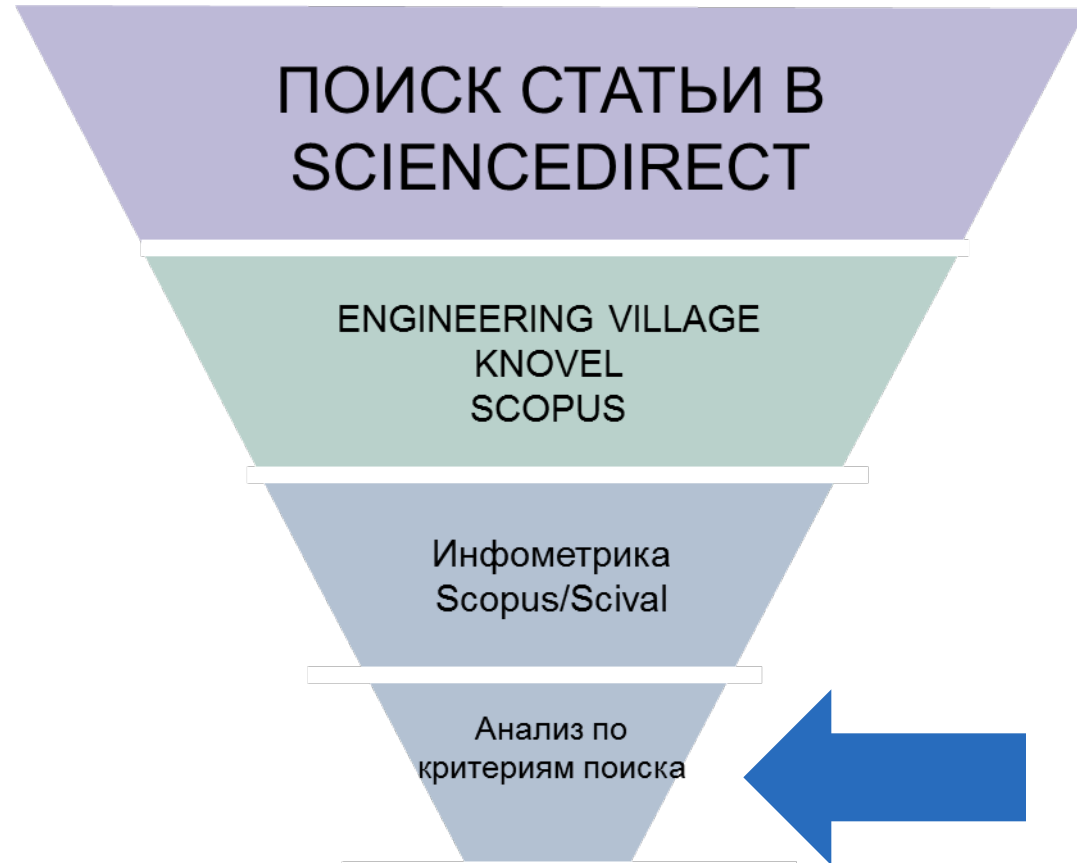 ПОИСК СТАТЬИ В
SCIENCEDIRECT
ENGINEERING VILLAGE
KNOVEL
SCOPUS
Инфометрика
Scopus/Scival
Анализ по
критериям поиска